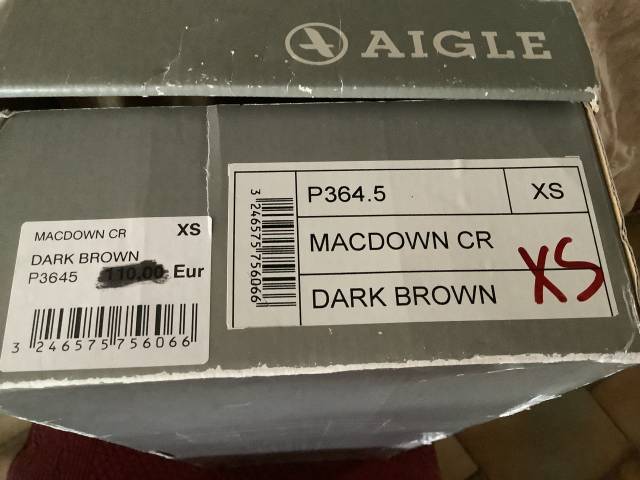 AIGLE
MACDOWN CR XS
DARK BROWN
P3645 110,00 Eur
3 246575 756066
3 246575 756066
P364.5 XS
MACDOWN CR
DARK BROWN
XS